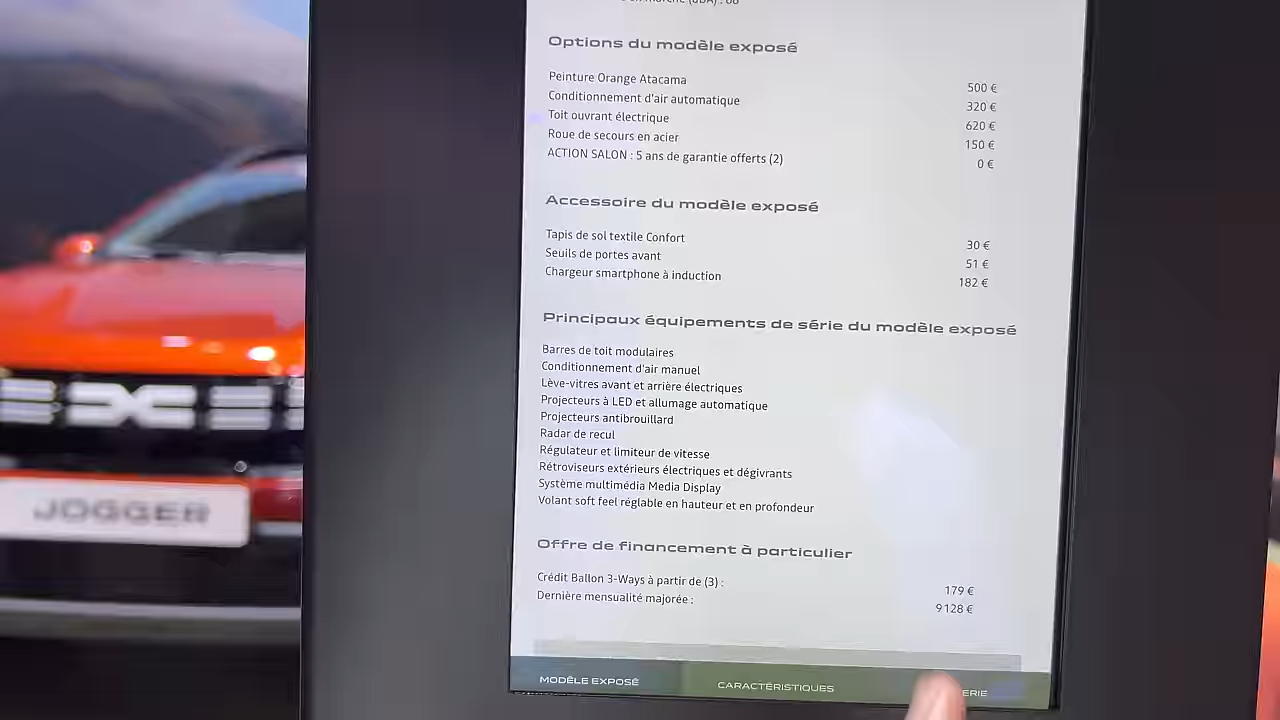 Options du modèle exposé
Peinture Orange Atacama 500 €
Conditionnement d'air automatique 320 €
Toit ouvrant électrique 620 €
Roue de secours en acier 150 €
ACTION SALON : 5 ans de garantie offerts (2) 0 €
Accessoire du modèle exposé
Tapis de sol textile Confort 30 €
Seuils de portes avant 51 €
Chargeur smartphone à induction 182 €
Principaux équipements de série du modèle exposé
Barres de toit modulaires
Conditionnement d'air manuel
Lève-vitres avant et arrière électriques
Projecteurs à LED et allumage automatique
Projecteurs antibrouillard
Radar de recul
Régulateur et limiteur de vitesse
Rétroviseurs extérieurs électriques et dégivrants
Système multimédia Media Display
Volant soft feel réglable en hauteur et en profondeur
Offre de financement à particulier
Crédit Ballon 3-Ways à partir de (3) : 179 €
Dernière mensualité majorée : 9128 €
MODÈLE EXPOSÉ CARACTÉRISTIQUES
JOGGER